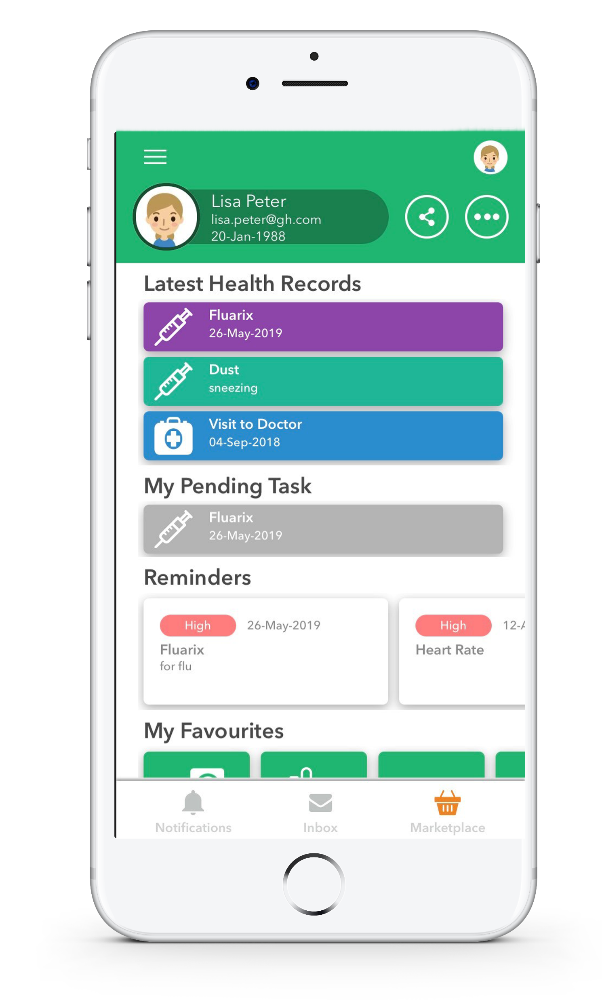 Lisa Peter
lisa.peter@gh.com
20-Jan-1988
Latest Health Records
Fluarix
26-May-2019
Dust
sneezing
Visit to Doctor
04-Sep-2018
My Pending Task
Fluarix
26-May-2019
Reminders
High 26-May-2019
Fluarix
for flu
High 12-
Heart Rate
My Favourites
Notifications Inbox Marketplace